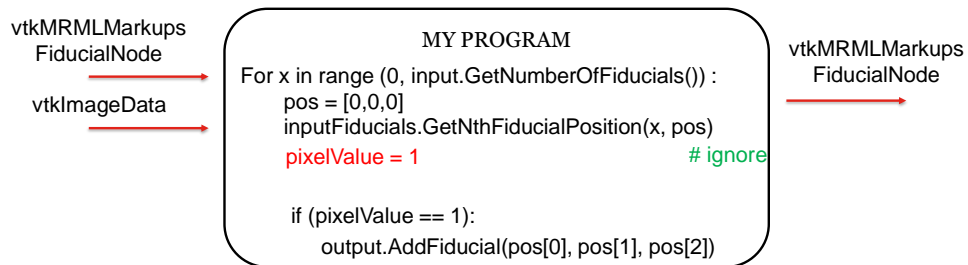 vtkMRMLMarkups
FiducialNode
vtkImageData
MY PROGRAM
For x in range (0, input.GetNumberOfFiducials()) :
pos = [0,0,0]
inputFiducials.GetNthFiducialPosition(x, pos)
pixelValue = 1 # ignore
if (pixelValue == 1):
output.AddFiducial(pos[0], pos[1], pos[2])
vtkMRMLMarkups
FiducialNode